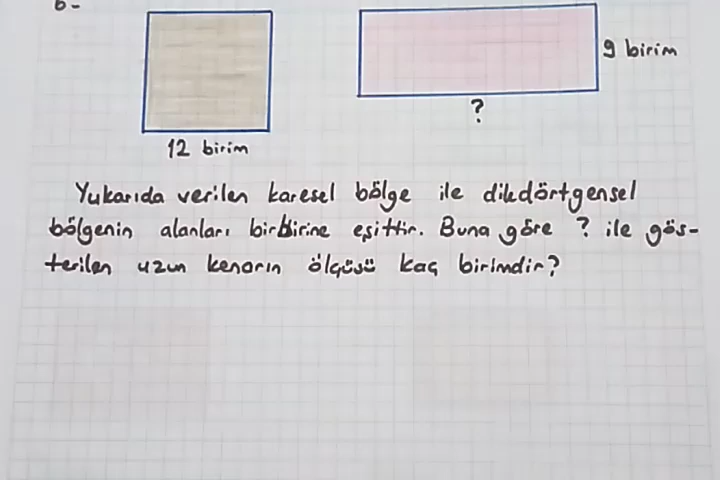 6-
9 birim
?
12 birim
Yukarıda verilen karesel bölge ile dikdörtgensel
bölgenin alanları birbirine eşittir. Buna göre ? ile gös-
terilen uzun kenarın ölçüsü kaç birimdir?